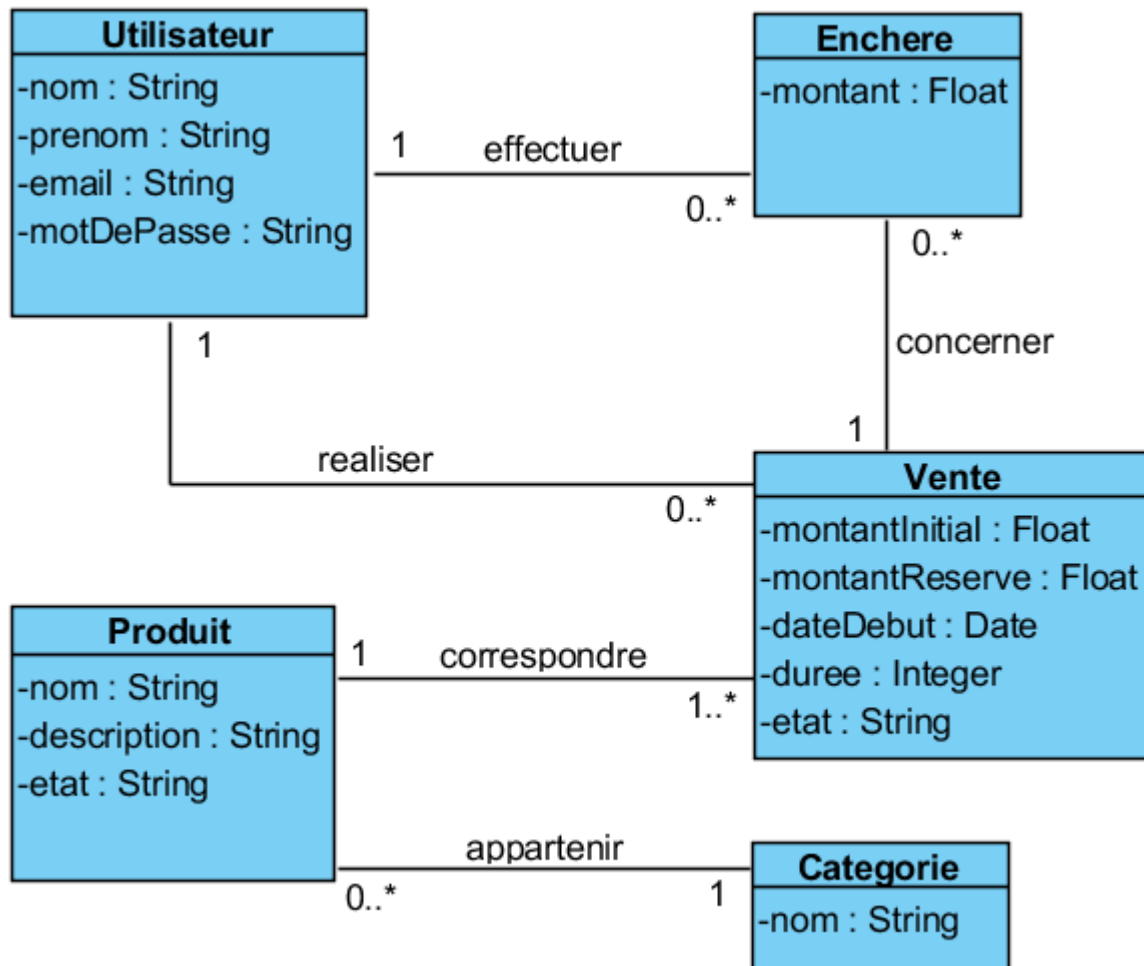 Utilisateur
-nom : String
-prenom : String
-email : String
-motDePasse : String
Enchere
-montant : Float
1
effectuer
0..*
0..*
concerner
1
1
realiser
0..*
Vente
-montantInitial : Float
-montantReserve : Float
-dateDebut : Date
-duree : Integer
-etat : String
Produit
-nom : String
-description : String
-etat : String
1
correspondre
1..*
appartenir
0..*
1
Categorie
-nom : String